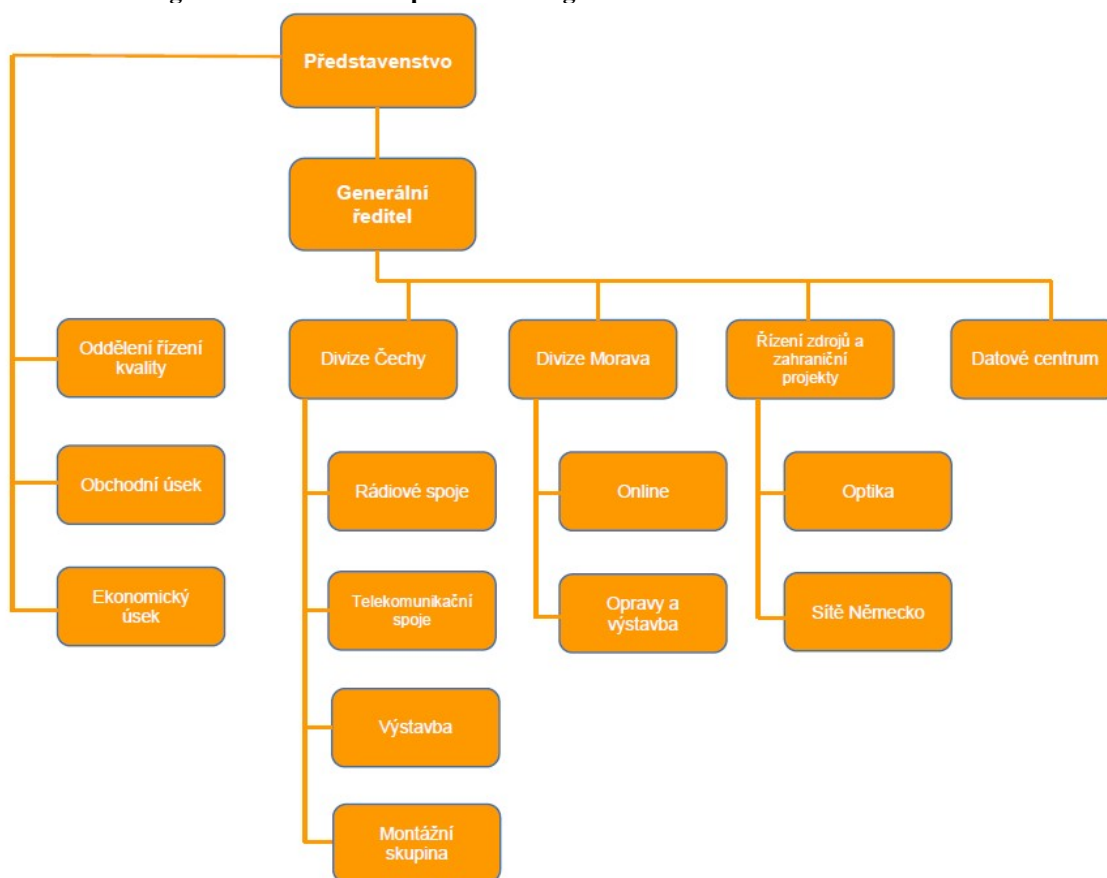 Představenstvo
Generální
ředitel
Oddělení řízení
kvality
Divize Čechy
Divize Morava
Řízení zdrojů a
zahraniční
projekty
Datové centrum
Obchodní úsek
Rádiové spoje
Online
Optika
Ekonomický
úsek
Telekomunikační
spoje
Opravy a
výstavba
Sítě Německo
Výstavba
Montážní
skupina